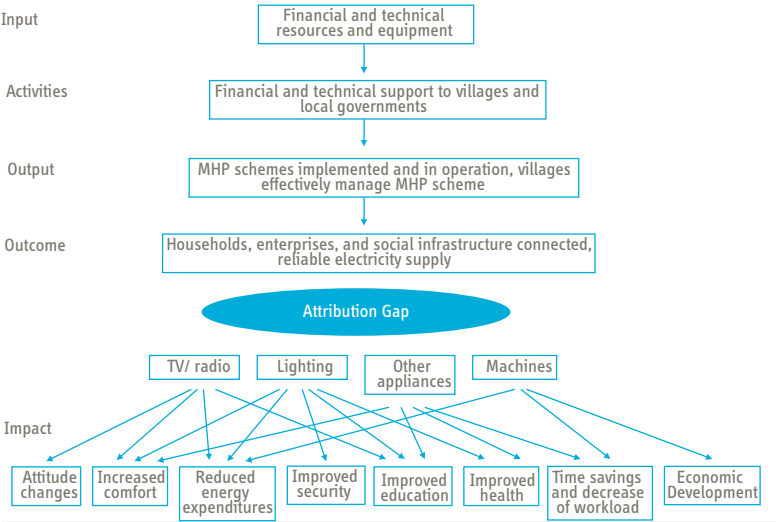 Input
Financial and technical
resources and equipment
Activities
Financial and technical support to villages and
local governments
Output
MHP schemes implemented and in operation, villages
effectively manage MHP scheme
Outcome
Households, enterprises, and social infrastructure connected,
reliable electricity supply
Attribution Gap
TV/ radio
Lighting
Other
appliances
Machines
Impact
Attitude
changes
Increased
comfort
Reduced
energy
expenditures
Improved
security
Improved
education
Improved
health
Time savings
and decrease
of workload
Economic
Development